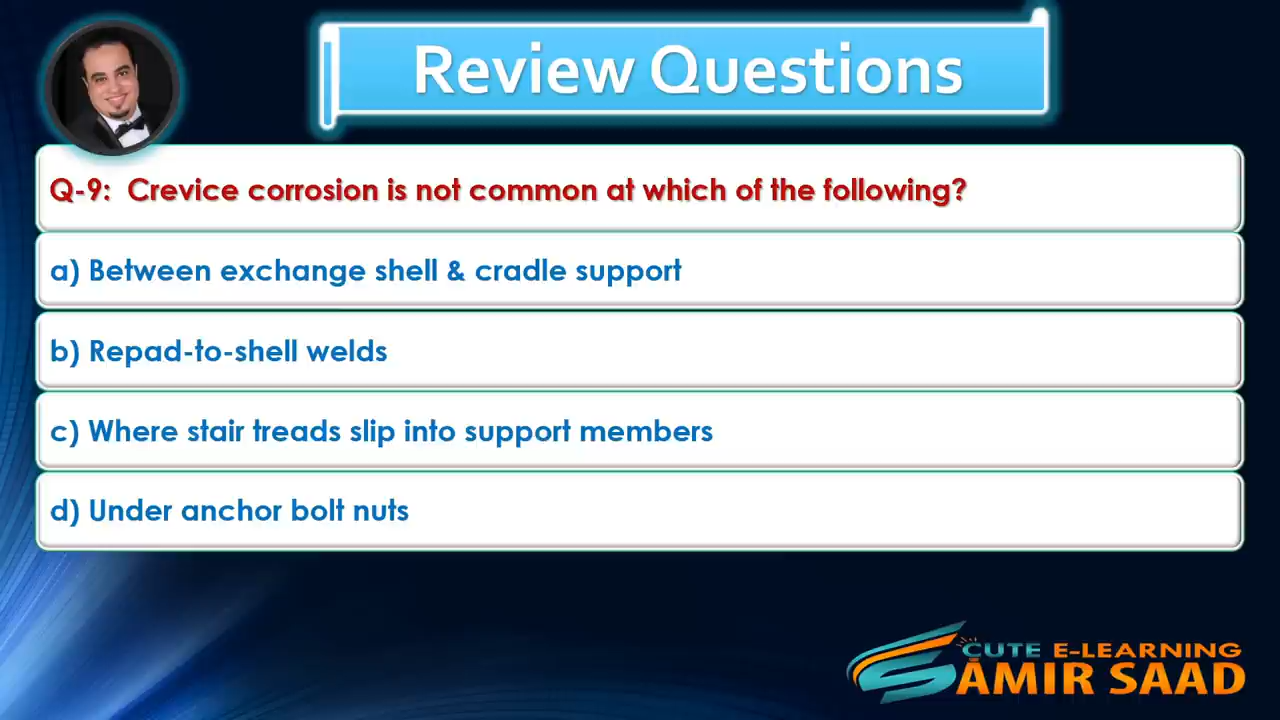 Review Questions
Q-9: Crevice corrosion is not common at which of the following?
a) Between exchange shell & cradle support
b) Repad-to-shell welds
c) Where stair treads slip into support members
d) Under anchor bolt nuts
CUTE E-LEARNING
AMIR SAAD